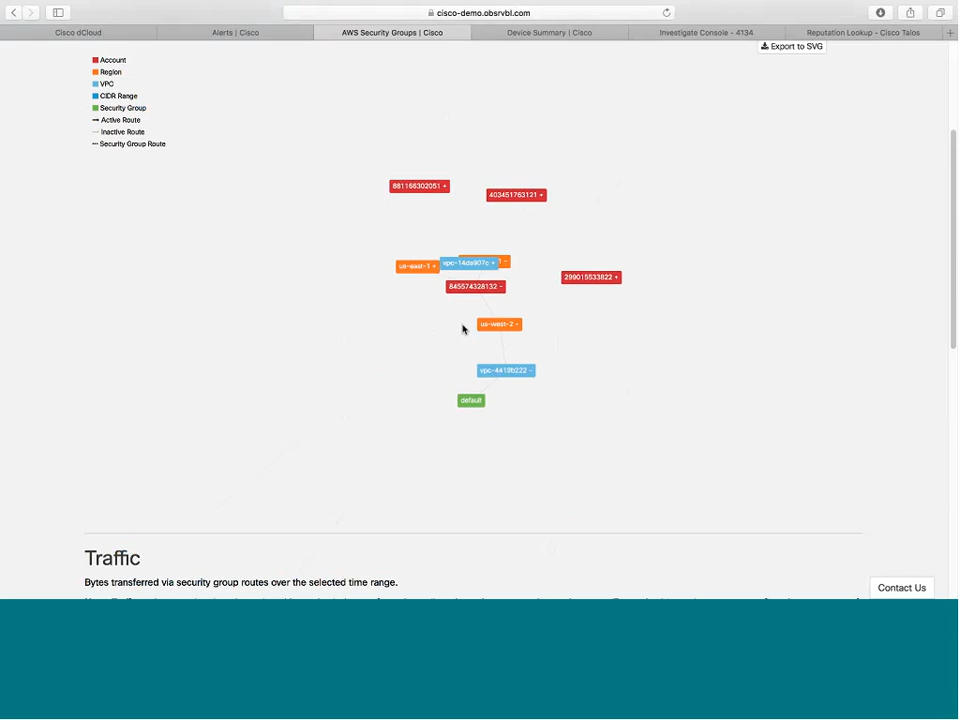 cisco-demo.obsrvbl.com
Cisco dCloud
Alerts | Cisco
AWS Security Groups | Cisco
Device Summary | Cisco
Investigate Console - 4134
Reputation Lookup - Cisco Talos
+
Export to SVG
Account
Region
VPC
CIDR Range
Security Group
Active Route
Inactive Route
Security Group Route
881166302051 +
403451763121 +
us-east-1 +
vpc-14da907c +
1 -
299015533822 +
845574328132 -
us-west-2 -
vpc-4419b222 -
default
Traffic
Bytes transferred via security group routes over the selected time range.
Contact Us